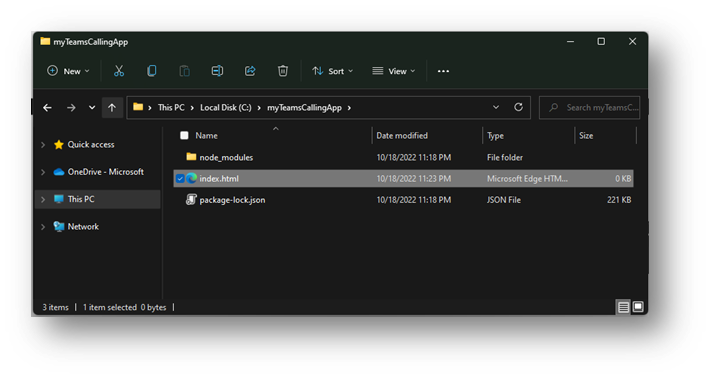 myTeamsCallingApp
New Sort View
This PC Local Disk (C:) myTeamsCallingApp Search myTeamsC...
Name Date modified Type Size
Quick access
OneDrive - Microsoft
This PC
Network
node_modules 10/18/2022 11:18 PM File folder
index.html 10/18/2022 11:23 PM Microsoft Edge HTM... 0 KB
package-lock.json 10/18/2022 11:18 PM JSON File 221 KB
3 items 1 item selected 0 bytes